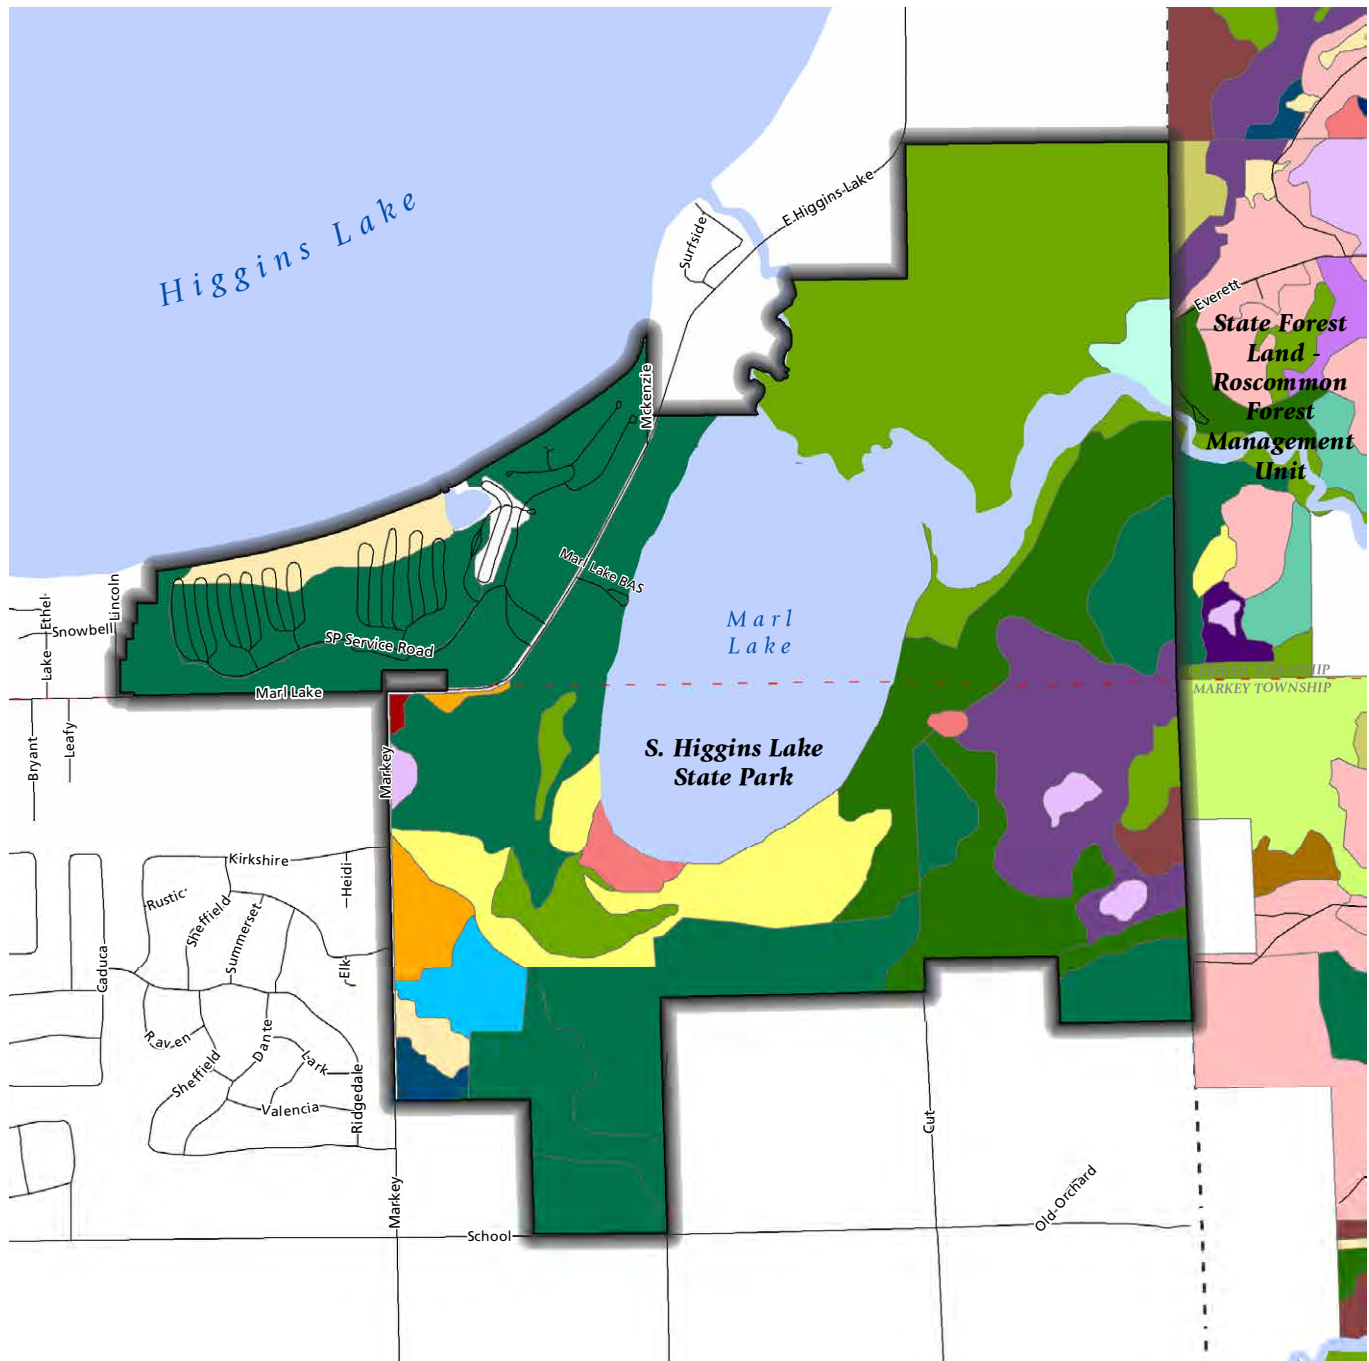 Higgins Lake
E.Higgins-Lake
Surfside
Everett
State Forest
Land -
Roscommon
Forest
Management
Unit
Mckenzie
Marl Lake BAS
Lincoln
Ethel
Snowbell
Lake
SP Service Road
Marl
Lake
Marl Lake
MARKEY TOWNSHIP
Bryant
Leafy
Markey
S. Higgins Lake
State Park
Kirkshire
Heidi
Rustic
Sheffield
Summerset
Elk
Caduca
Raven
Dante
Lark
Sheffield
Valencia
Ridgedale
Cut
Markey
School
Old-Orchard